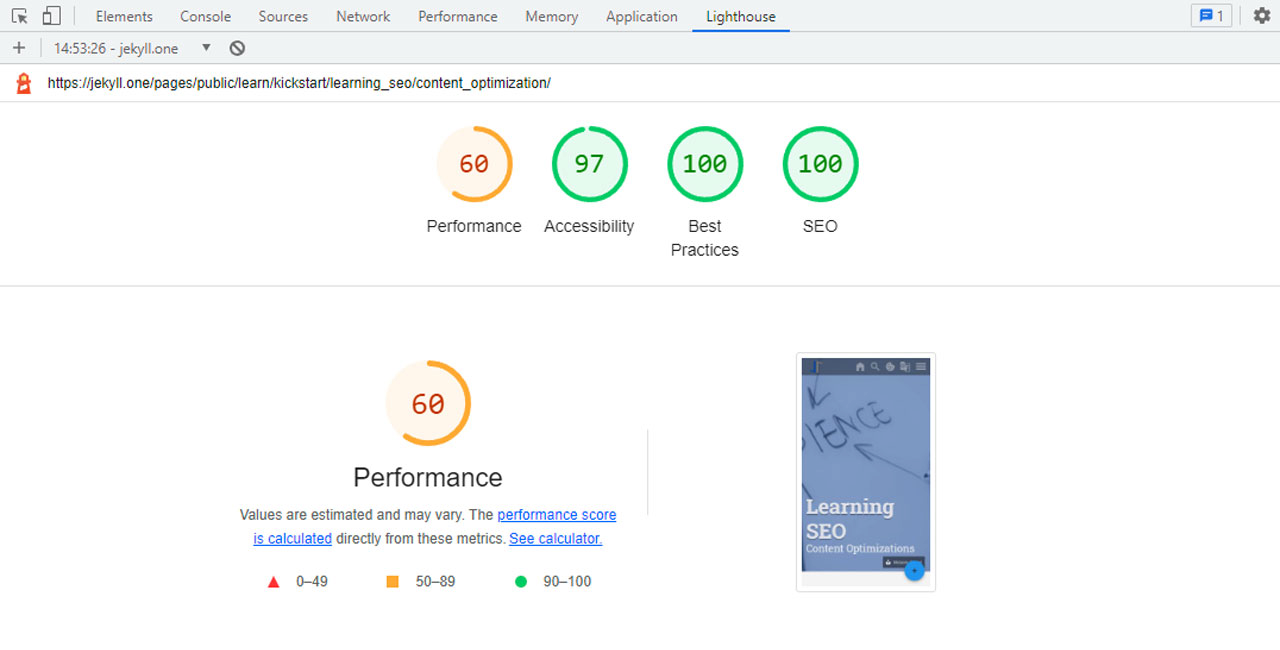 Elements Console Sources Network Performance Memory Application Lighthouse 1
14:53:26 - jekyll.one
https://jekyll.one/pages/public/learn/kickstart/learning_seo/content_optimization/
60 97 100 100
Performance Accessibility Best Practices SEO
60
Performance
Values are estimated and may vary. The performance score
is calculated directly from these metrics. See calculator.
0–49 50–89 90–100
IENCE
Learning
SEO
Content Optimizations